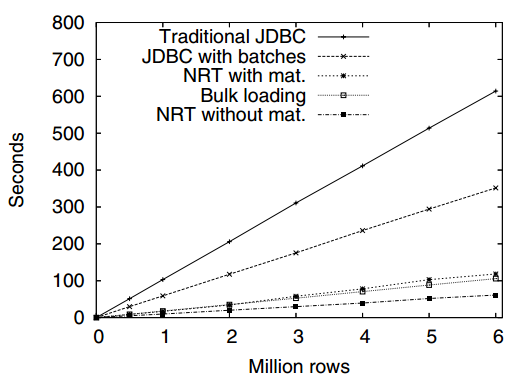 800
700
600
500
400
300
200
100
0
Seconds
Traditional JDBC
JDBC with batches
NRT with mat.
Bulk loading
NRT without mat.
0 1 2 3 4 5 6
Million rows